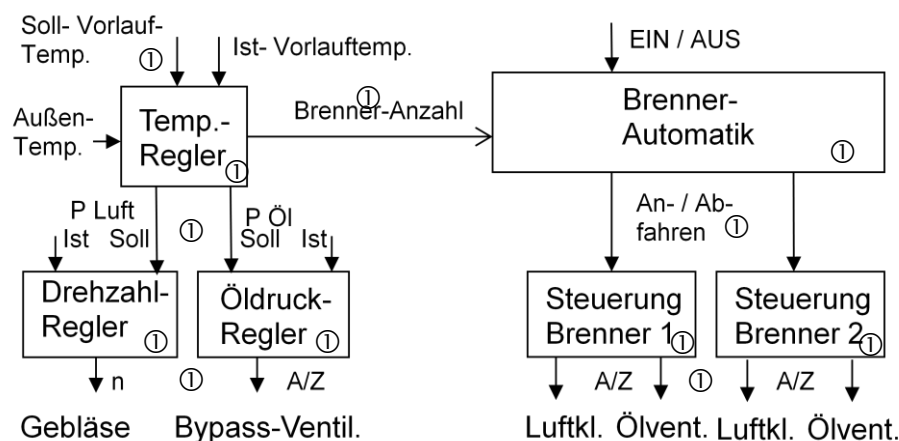 Soll- Vorlauf-
Temp.
①
Ist- Vorlauftemp.
EIN / AUS
①
Brenner-Anzahl
Außen-
Temp.
Temp.-
Regler
①
Brenner-
Automatik
①
P Luft
Ist Soll
①
P Öl
Soll Ist
An- / Ab-
fahren
①
Drehzahl-
Regler
①
Öldruck-
Regler
①
Steuerung
Brenner 1
①
Steuerung
Brenner 2
①
n
①
A/Z
A/Z
①
A/Z
Gebläse
Bypass-Ventil.
Luftkl. Ölvent.
Luftkl. Ölvent.